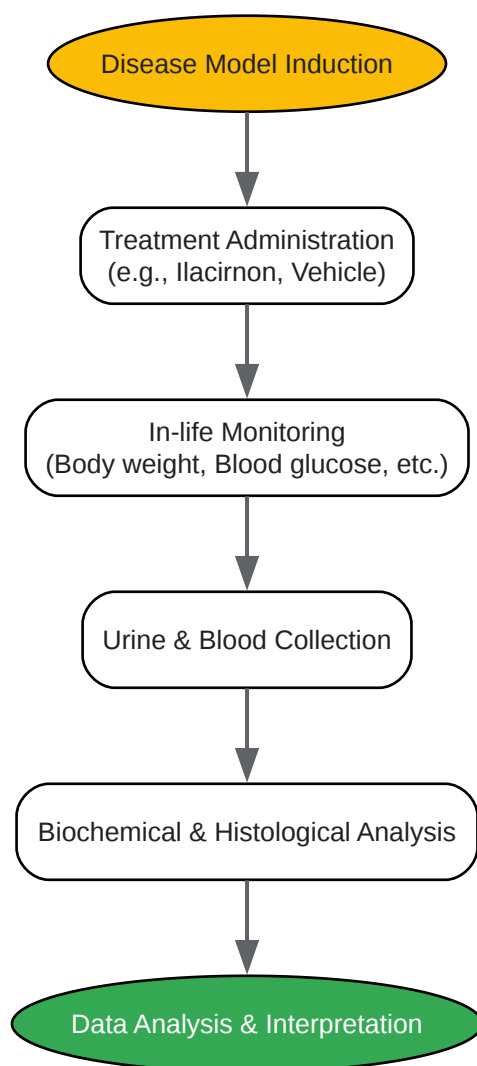 Disease Model Induction
Treatment Administration
(e.g., Ilacirnon, Vehicle)
In-life Monitoring
(Body weight, Blood glucose, etc.)
Urine & Blood Collection
Biochemical & Histological Analysis
Data Analysis & Interpretation